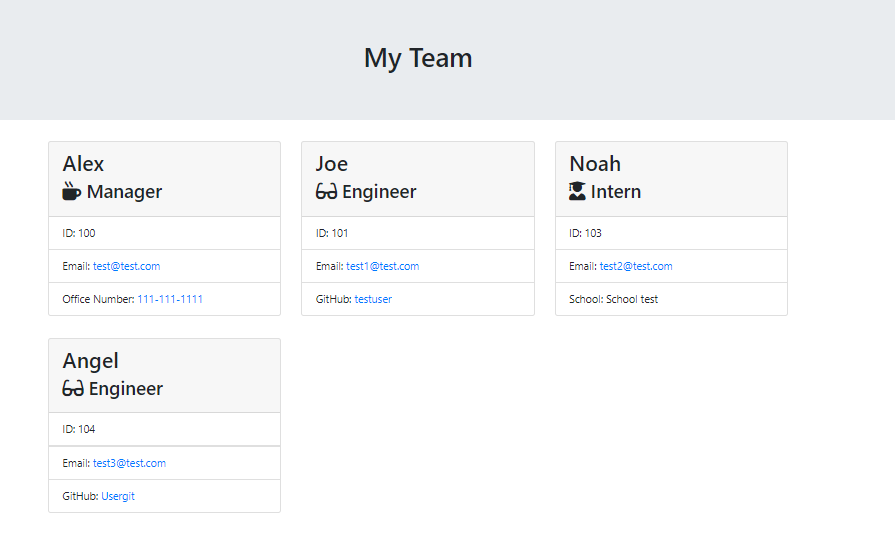 My Team
Alex
Manager
ID: 100
Email: test@test.com
Office Number: 111-111-1111
Joe
Engineer
ID: 101
Email: test1@test.com
GitHub: testuser
Noah
Intern
ID: 103
Email: test2@test.com
School: School test
Angel
Engineer
ID: 104
Email: test3@test.com
GitHub: Usergit